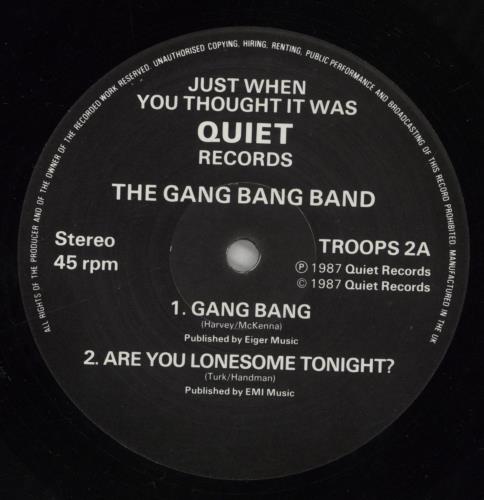 ALL RIGHTS OF THE PRODUCER AND OF THE OWNER OF THE RECORDED WORK RESERVED. UNAUTHORISED COPYING, HIRING, RENTING, PUBLIC PERFORMANCE AND BROADCASTING OF THIS RECORD PROHIBITED. MANUFACTURED IN THE UK
JUST WHEN
YOU THOUGHT IT WAS
QUIET
RECORDS
THE GANG BANG BAND
Stereo
45 rpm
TROOPS 2A
℗ 1987 Quiet Records
© 1987 Quiet Records
1. GANG BANG
(Harvey/McKenna)
Published by Eiger Music
2. ARE YOU LONESOME TONIGHT?
(Turk/Handman)
Published by EMI Music